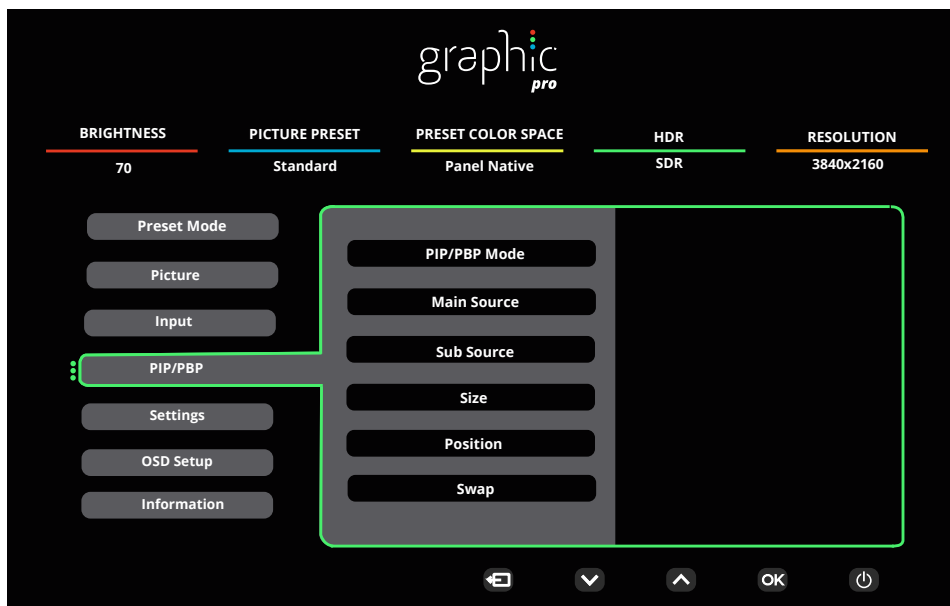 graphic
pro
BRIGHTNESS
70
PICTURE PRESET
Standard
PRESET COLOR SPACE
Panel Native
HDR
SDR
RESOLUTION
3840x2160
Preset Mode
Picture
Input
PIP/PBP
Settings
OSD Setup
Information
PIP/PBP Mode
Main Source
Sub Source
Size
Position
Swap
OK